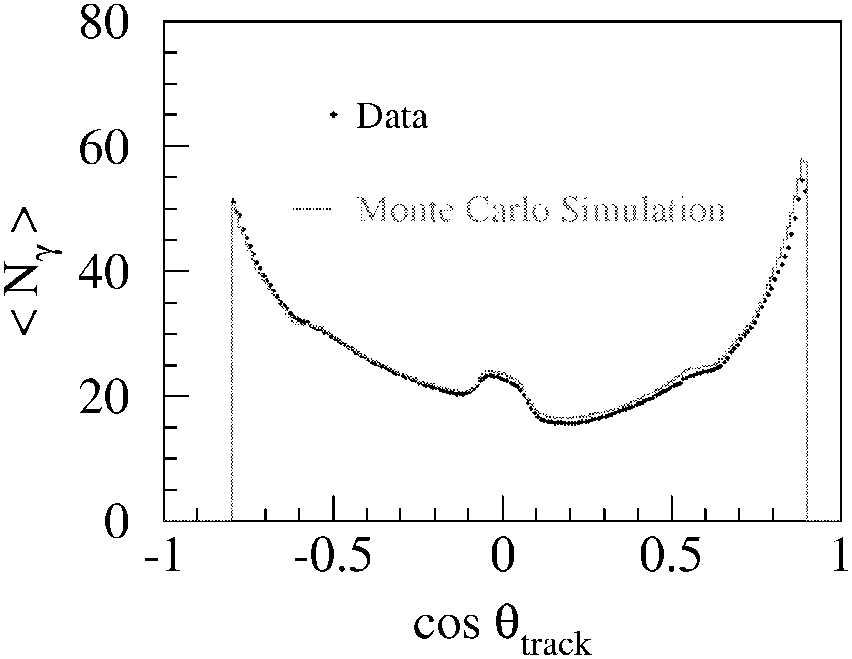 80
60
40
20
0
< Nγ >
Data
Monte Carlo Simulation
-1 -0.5 0 0.5 1
cos θtrack